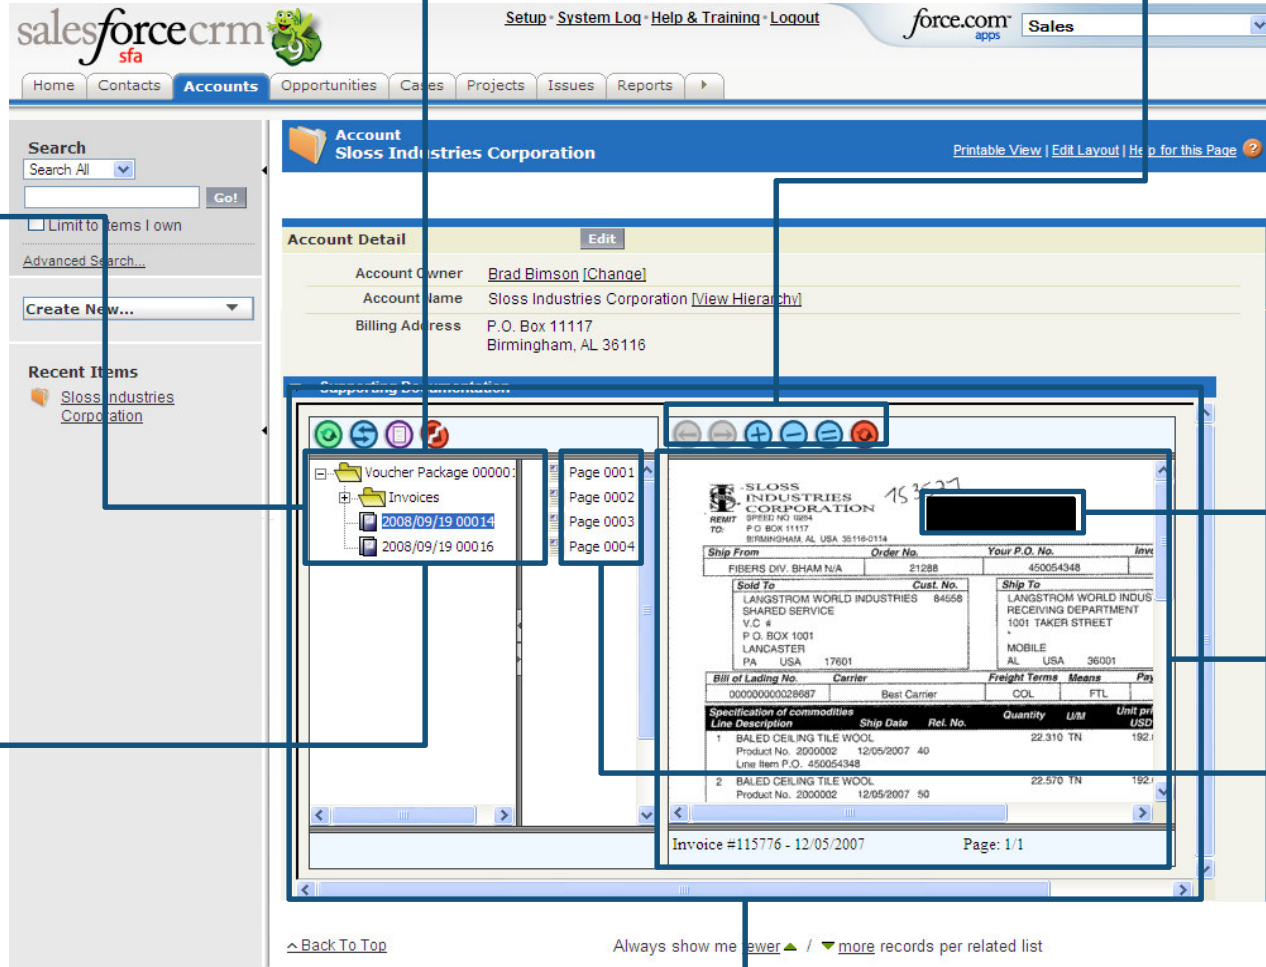 salesforcecrm
sfa
Setup · System Log · Help & Training · Logout
force.com
apps
Sales
Home Contacts Accounts Opportunities Cases Projects Issues Reports
Search
Search All
Go!
Limit to items I own
Advanced Search...
Create New...
Recent Items
Sloss Industries
Corporation
Account
Sloss Industries Corporation
Printable View | Edit Layout | Help for this Page
Account Detail
Edit
Account Owner Brad Bimson [Change]
Account Name Sloss Industries Corporation [View Hierarchy]
Billing Address P.O. Box 11117
Birmingham, AL 36116
Supporting Documentation
Voucher Package 00000
Invoices
2008/09/19 00014
2008/09/19 00016
Page 0001
Page 0002
Page 0003
Page 0004
SLOSS
INDUSTRIES
CORPORATION
REMIT SPEED NO 0264
TO: P O BOX 11117
BIRMINGHAM, AL USA 35116-0114
Ship From Order No. Your P.O. No.
FIBERS DIV. BHAM N/A 21288 450054348
Sold To Cust. No. Ship To
LANGSTROM WORLD INDUSTRIES 84558 LANGSTROM WORLD INDUS
SHARED SERVICE RECEIVING DEPARTMENT
V.C # 1001 TAKER STREET
P O. BOX 1001
LANCASTER MOBILE
PA USA 17601 AL USA 36001
Bill of Lading No. Carrier Freight Terms Means Pay
000000000028687 Best Carrier COL FTL
Specification of commodities
Line Description Ship Date Rel. No. Quantity U/M Unit pri
USD
1 BALED CEILING TILE WOOL 22.310 TN 192.
Product No. 2000002 12/05/2007 40
Line Item P.O. 450054348
2 BALED CEILING TILE WOOL 22.570 TN 192.
Product No. 2000002 12/05/2007 50
Invoice #115776 - 12/05/2007 Page: 1/1
Back To Top
Always show me fewer / more records per related list